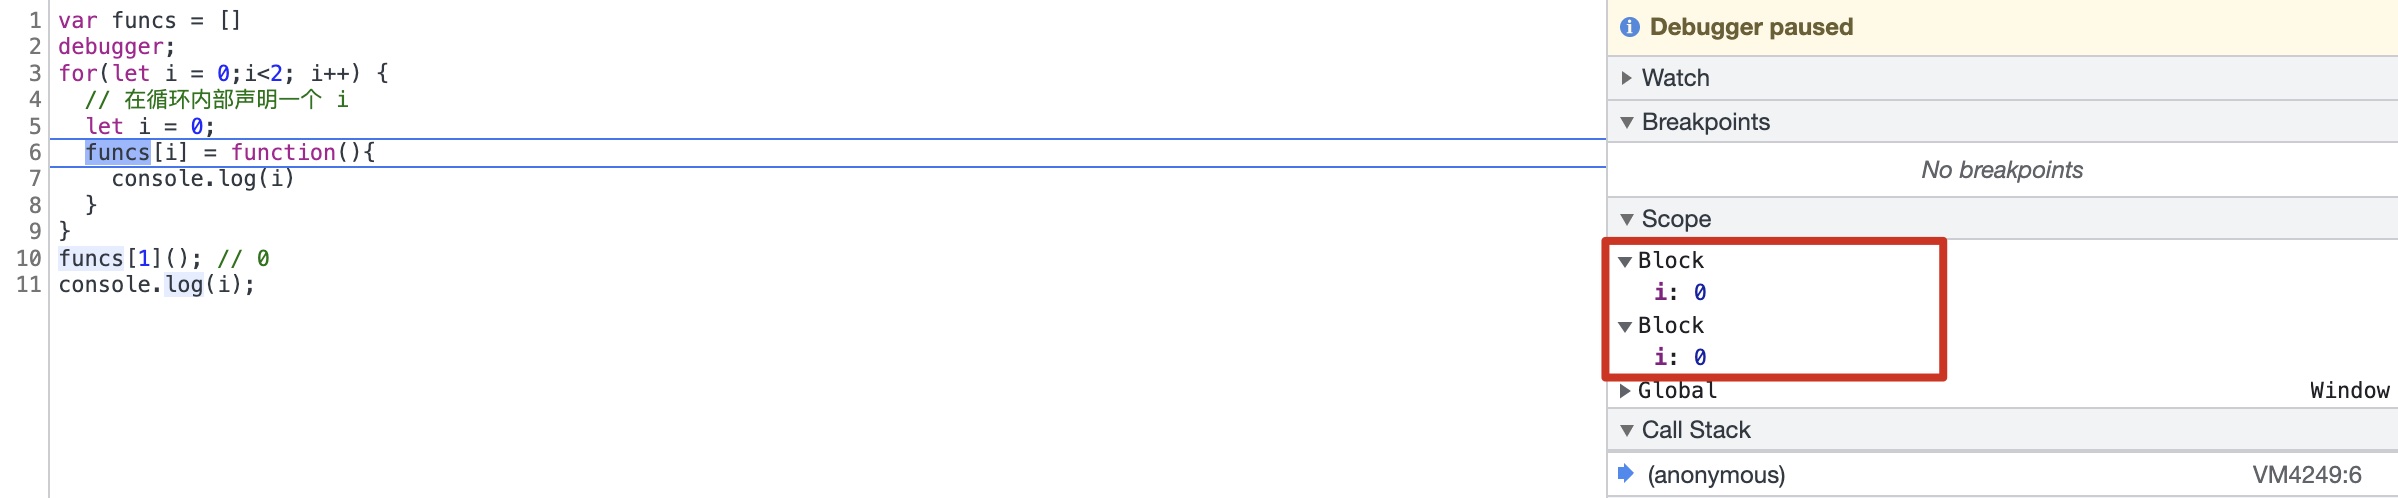 1 var funcs = []
2 debugger;
3 for(let i = 0;i<2; i++) {
4 // 在循环内部声明一个 i
5 let i = 0;
6 funcs[i] = function(){
7 console.log(i)
8 }
9 }
10 funcs[1](); // 0
11 console.log(i);
Debugger paused
Watch
Breakpoints
No breakpoints
Scope
Block
i: 0
Block
i: 0
Global Window
Call Stack
(anonymous) VM4249:6